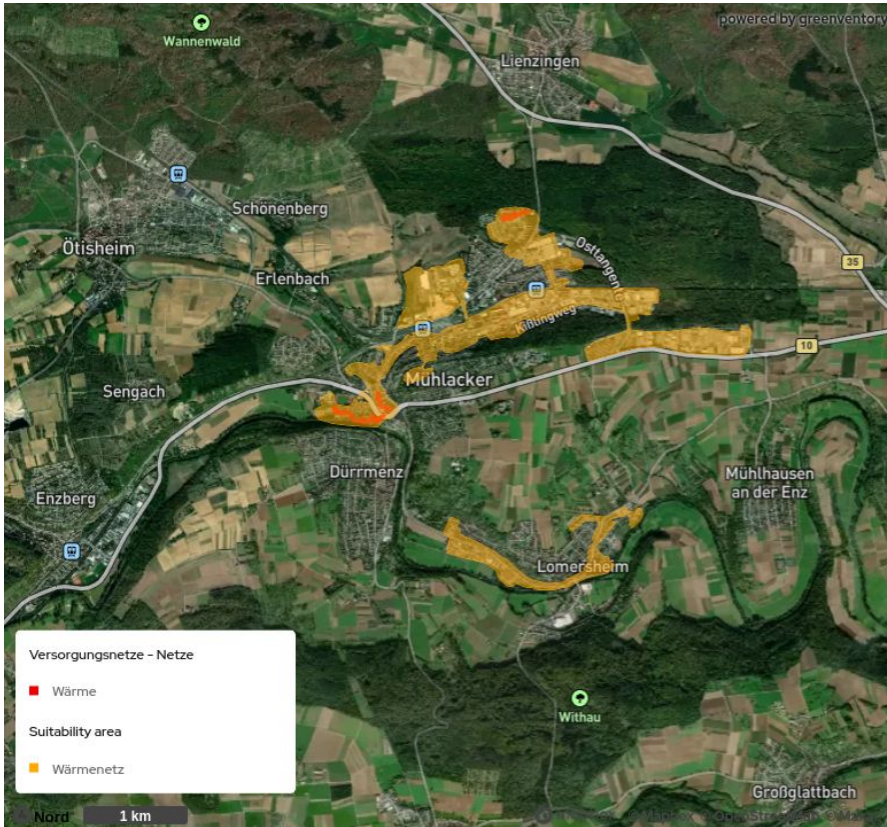 powered by greenventory
Wannenwald
Lienzingen
Schönenberg
Ötisheim
Osttangente
35
Erlenbach
Kißlingweg
10
Mühlacker
Sengach
Dürrmenz
Mühlhausen
an der Enz
Enzberg
Lomersheim
Versorgungsnetze - Netze
Wärme
Suitability area
Wärmenetz
Withau
Großglattbach
Nord
1 km